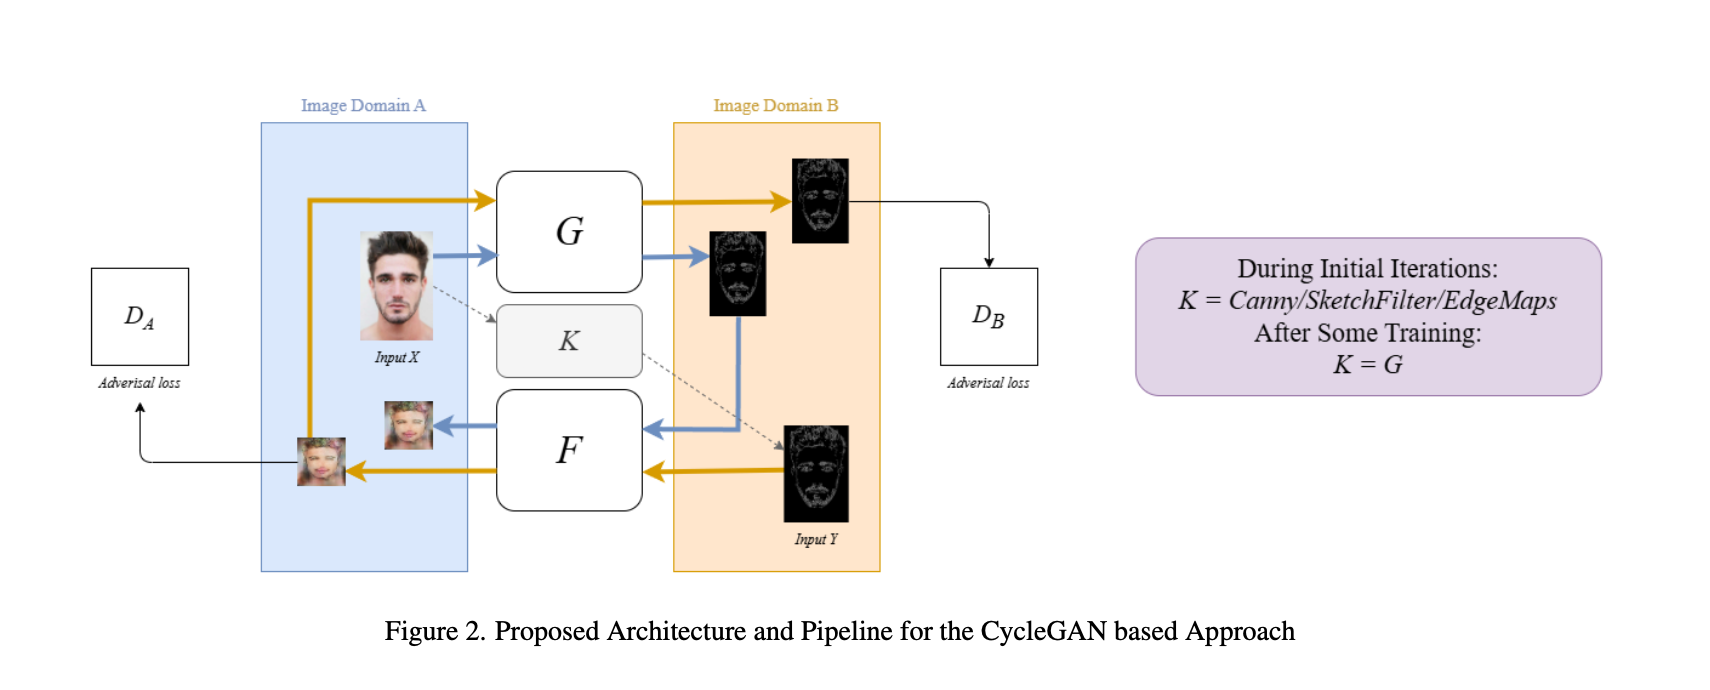 Image Domain A
Image Domain B
G
D_A
Adverisal loss
Input X
K
D_B
Adverisal loss
F
Input Y
During Initial Iterations:
K = Canny/SketchFilter/EdgeMaps
After Some Training:
K = G
Figure 2. Proposed Architecture and Pipeline for the CycleGAN based Approach